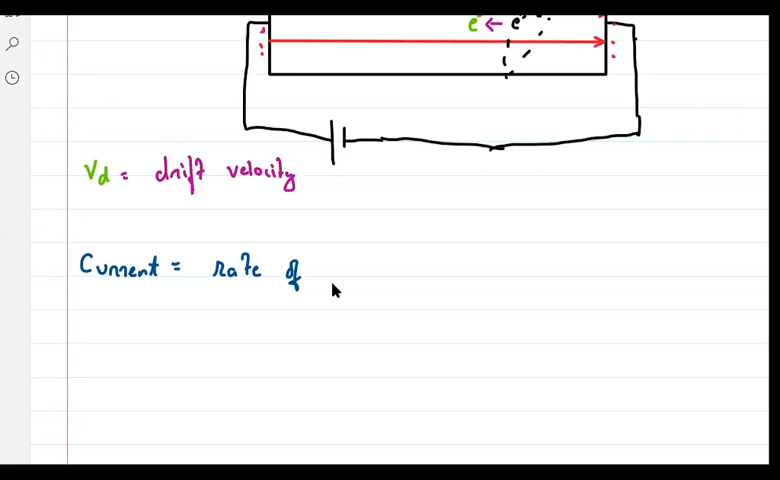 e ← e
Vd = drift velocity
Current = rate of